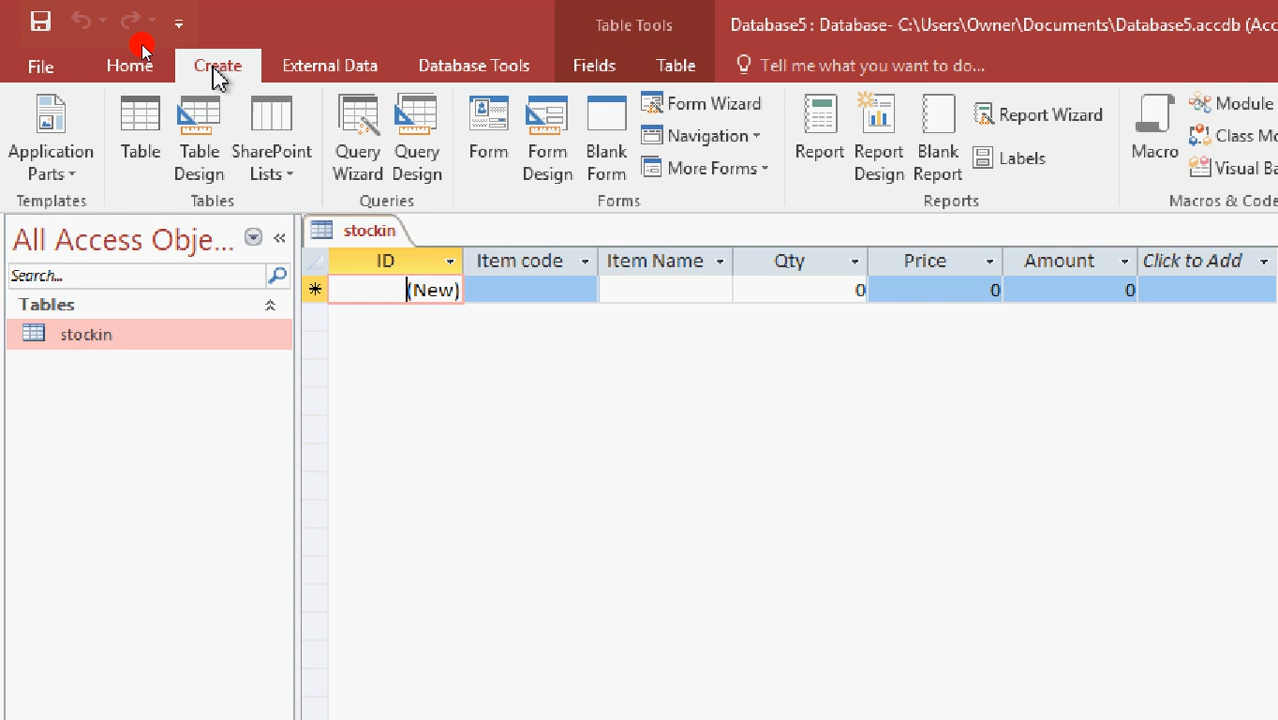 Table Tools
Database5 : Database- C:\Users\Owner\Documents\Database5.accdb (Acc
File
Home
Create
External Data
Database Tools
Fields
Table
Tell me what you want to do...
Application Parts
Table
Table Design
SharePoint Lists
Query Wizard
Query Design
Form
Form Design
Blank Form
Form Wizard
Navigation
More Forms
Report
Report Design
Blank Report
Report Wizard
Labels
Macro
Module
Class Mo
Visual Ba
Templates
Tables
Queries
Forms
Reports
Macros & Code
All Access Obje...
Search...
Tables
stockin
stockin
ID
Item code
Item Name
Qty
Price
Amount
Click to Add
(New)
0
0
0